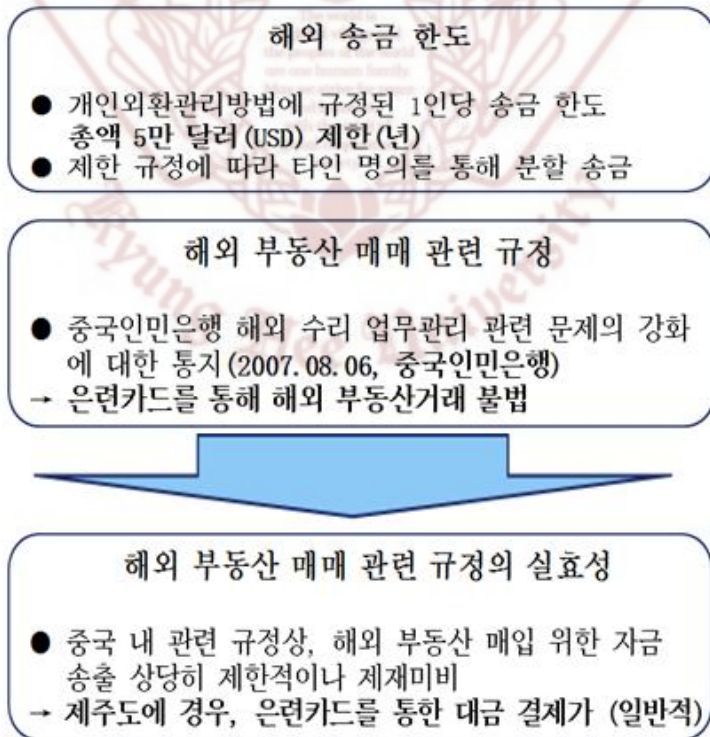 해외 송금 한도
● 개인외환관리방법에 규정된 1인당 송금 한도
총액 5만 달러(USD) 제한(년)
● 제한 규정에 따라 타인 명의를 통해 분할 송금
해외 부동산 매매 관련 규정
● 중국인민은행 해외 수리 업무관리 관련 문제의 강화
에 대한 통지(2007.08.06, 중국인민은행)
→ 은련카드를 통해 해외 부동산거래 불법
해외 부동산 매매 관련 규정의 실효성
● 중국 내 관련 규정상, 해외 부동산 매입 위한 자금
송출 상당히 제한적이나 제재미비
→ 제주도에 경우, 은련카드를 통한 대금 결제가 (일반적)
Kyung Hee University